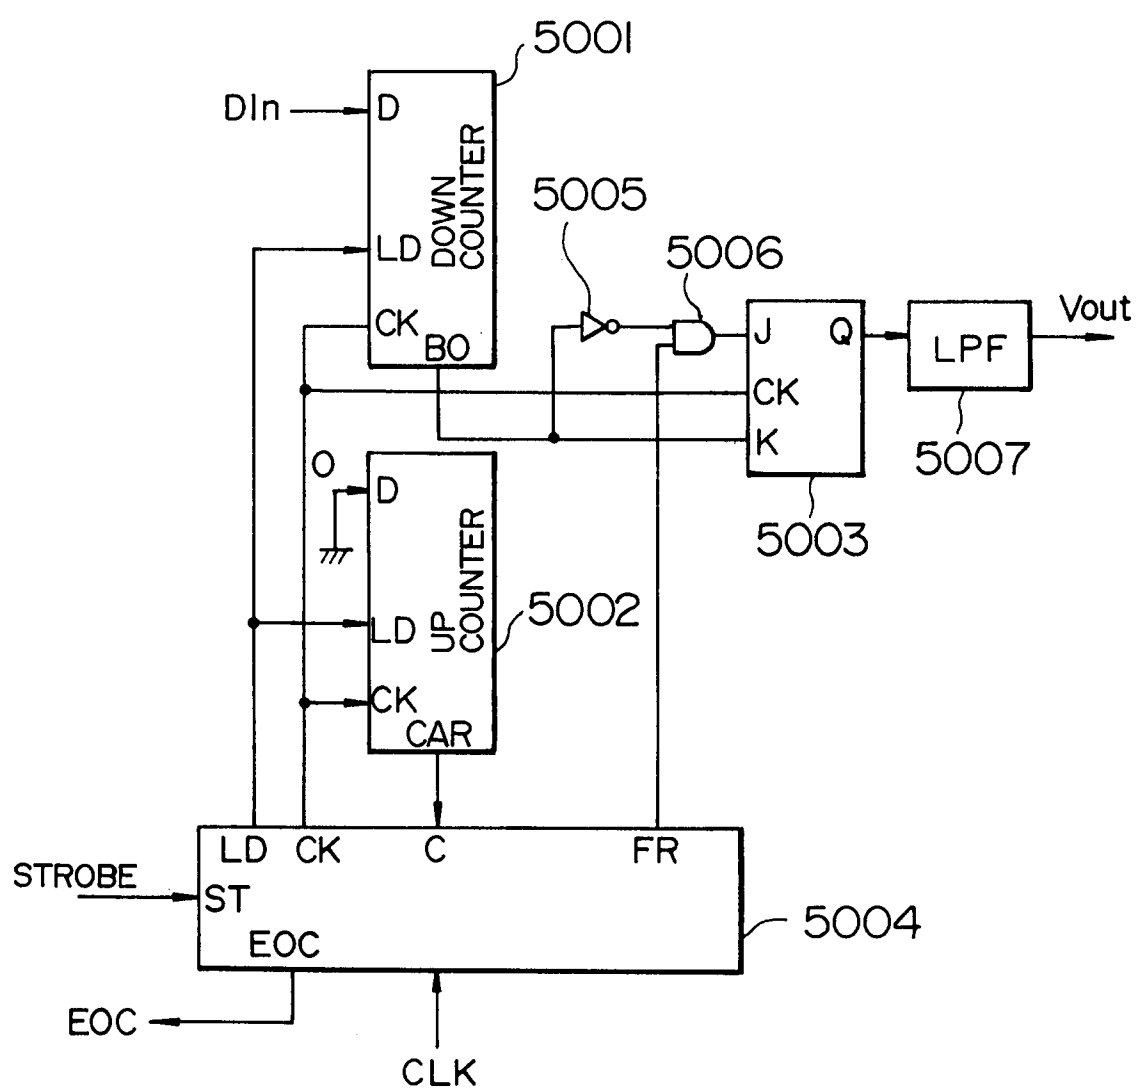 5001
DIn
D
DOWN
COUNTER
LD
CK
BO
5005
5006
J
Q
CK
K
LPF
Vout
5007
5003
0
D
UP
COUNTER
5002
LD
CK
CAR
LD
CK
C
FR
STROBE
ST
EOC
5004
EOC
CLK